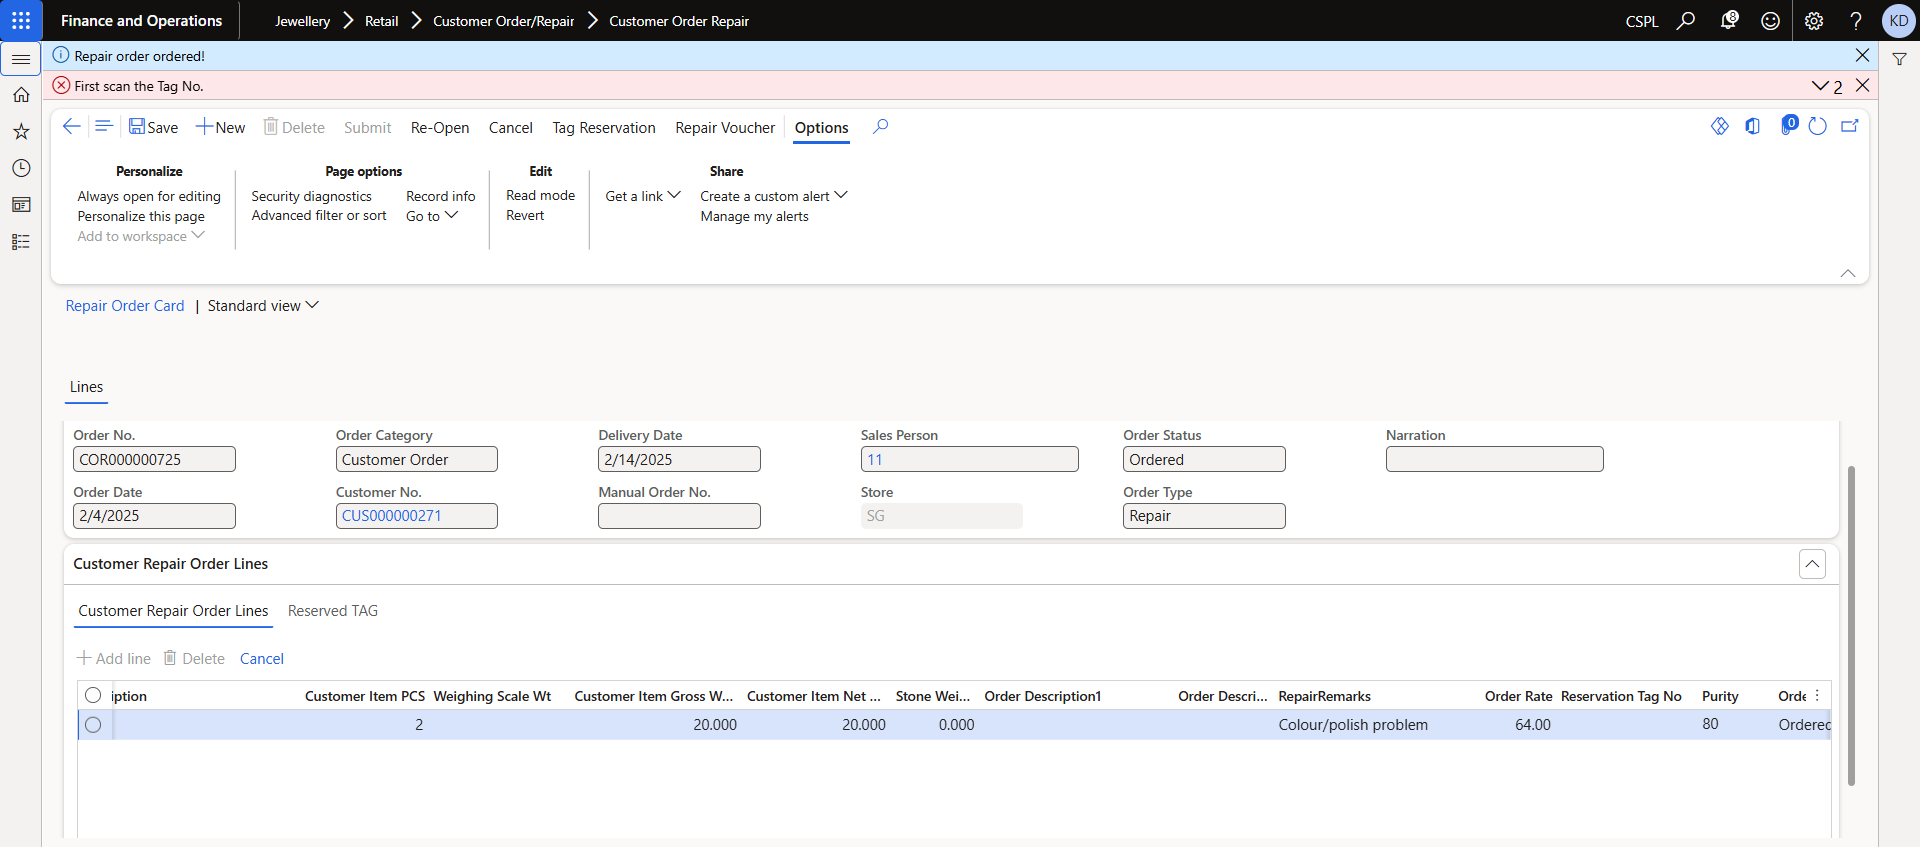 Finance and Operations Jewellery Retail Customer Order/Repair Customer Order Repair CSPL 8 KD
Repair order ordered!
First scan the Tag No. 2
Save New Delete Submit Re-Open Cancel Tag Reservation Repair Voucher Options 0
Personalize Page options Edit Share
Always open for editing Security diagnostics Record info Read mode Get a link Create a custom alert
Personalize this page Advanced filter or sort Go to Revert Manage my alerts
Add to workspace
Repair Order Card | Standard view
Lines
Order No. Order Category Delivery Date Sales Person Order Status Narration
COR000000725 Customer Order 2/14/2025 11 Ordered
Order Date Customer No. Manual Order No. Store Order Type
2/4/2025 CUS000000271 SG Repair
Customer Repair Order Lines
Customer Repair Order Lines Reserved TAG
Add line Delete Cancel
iption Customer Item PCS Weighing Scale Wt Customer Item Gross W... Customer Item Net ... Stone Wei... Order Description1 Order Descri... RepairRemarks Order Rate Reservation Tag No Purity Orde
2 20.000 20.000 0.000 Colour/polish problem 64.00 80 Ordered